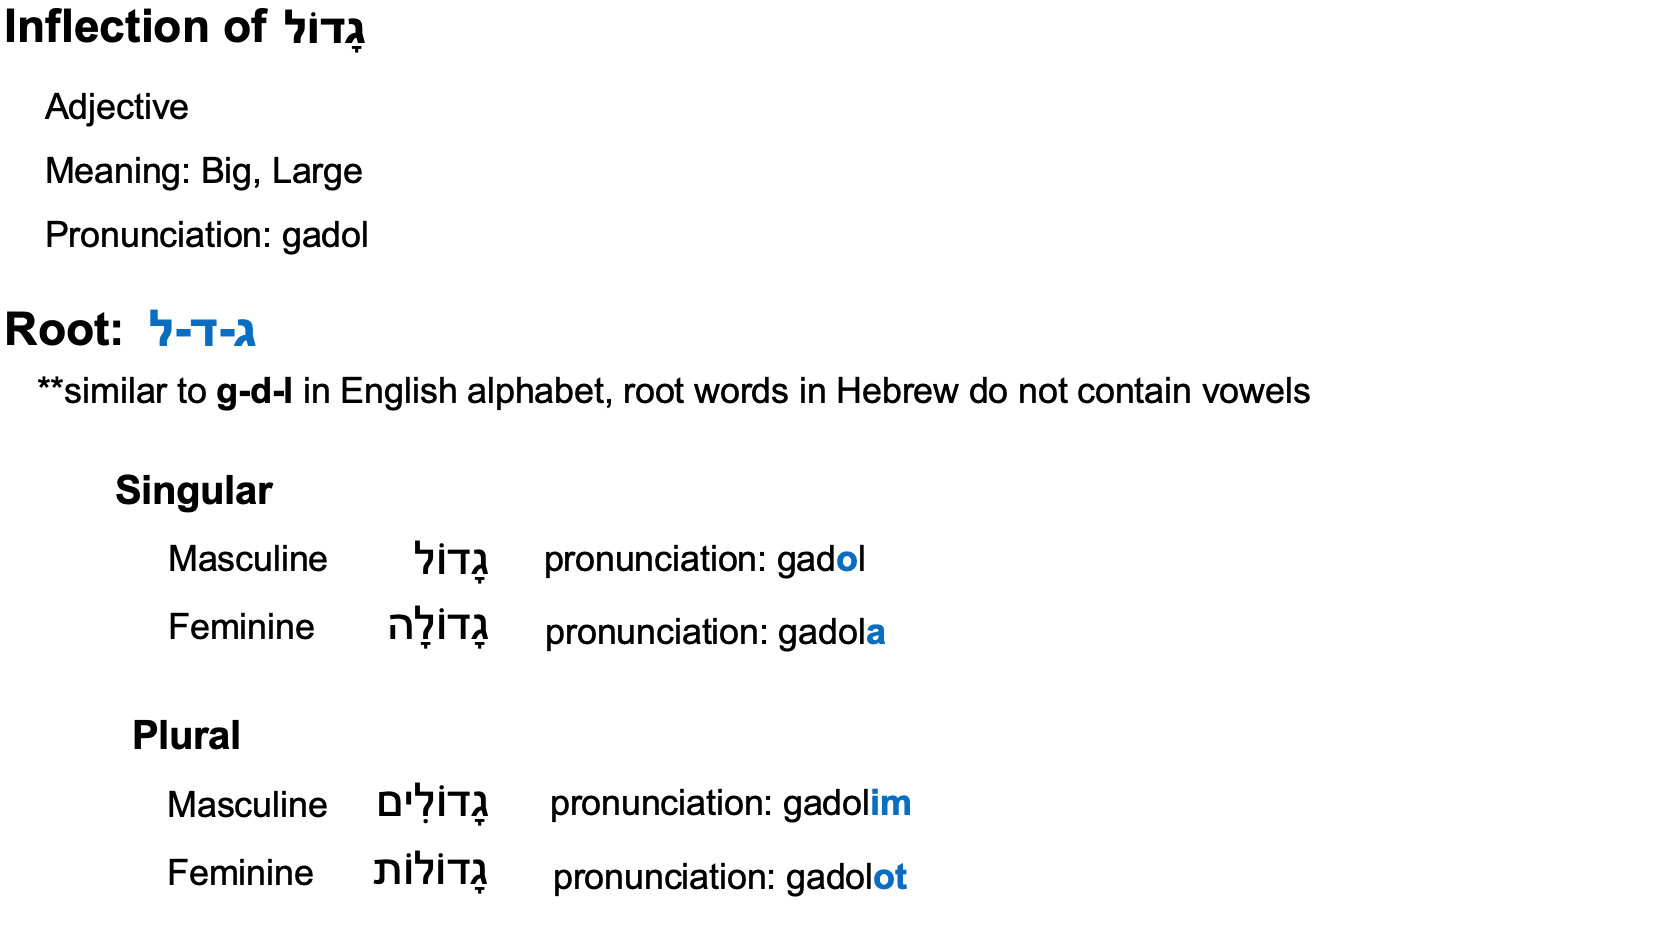 Inflection of גָדוֹל
Adjective
Meaning: Big, Large
Pronunciation: gadol
Root: ג-ד-ל
**similar to g-d-l in English alphabet, root words in Hebrew do not contain vowels
Singular
Masculine גָדוֹל pronunciation: gadol
Feminine גָדוֹלָה pronunciation: gadola
Plural
Masculine גָדוֹלִים pronunciation: gadolim
Feminine גָדוֹלוֹת pronunciation: gadolot